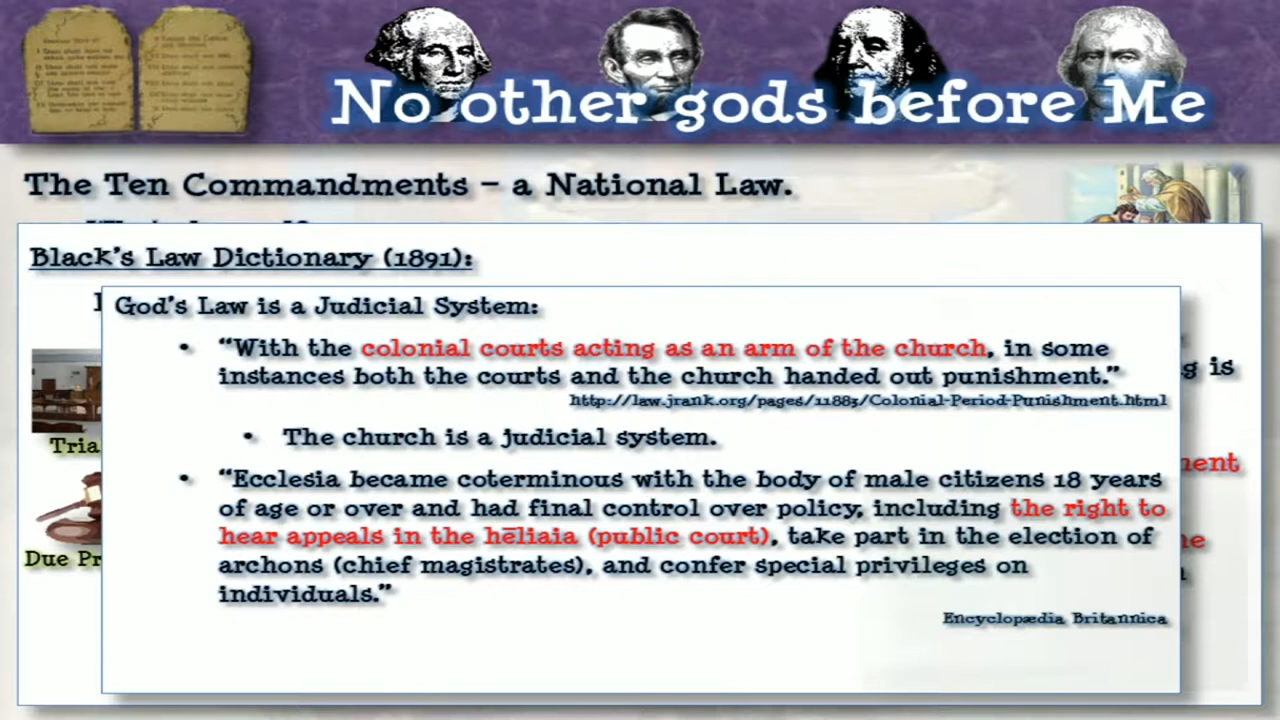 No other gods before Me
The Ten Commandments – a National Law.
Black's Law Dictionary (1891):
God's Law is a Judicial System:
• "With the colonial courts acting as an arm of the church, in some
instances both the courts and the church handed out punishment."
http://law.jrank.org/pages/11883/Colonial-Period-Punishment.html
• The church is a judicial system.
• "Ecclesia became coterminous with the body of male citizens 18 years
of age or over and had final control over policy, including the right to
hear appeals in the hēliaia (public court), take part in the election of
archons (chief magistrates), and confer special privileges on
individuals."
Encyclopædia Britannica
g is
Tria
ment
Due Pr